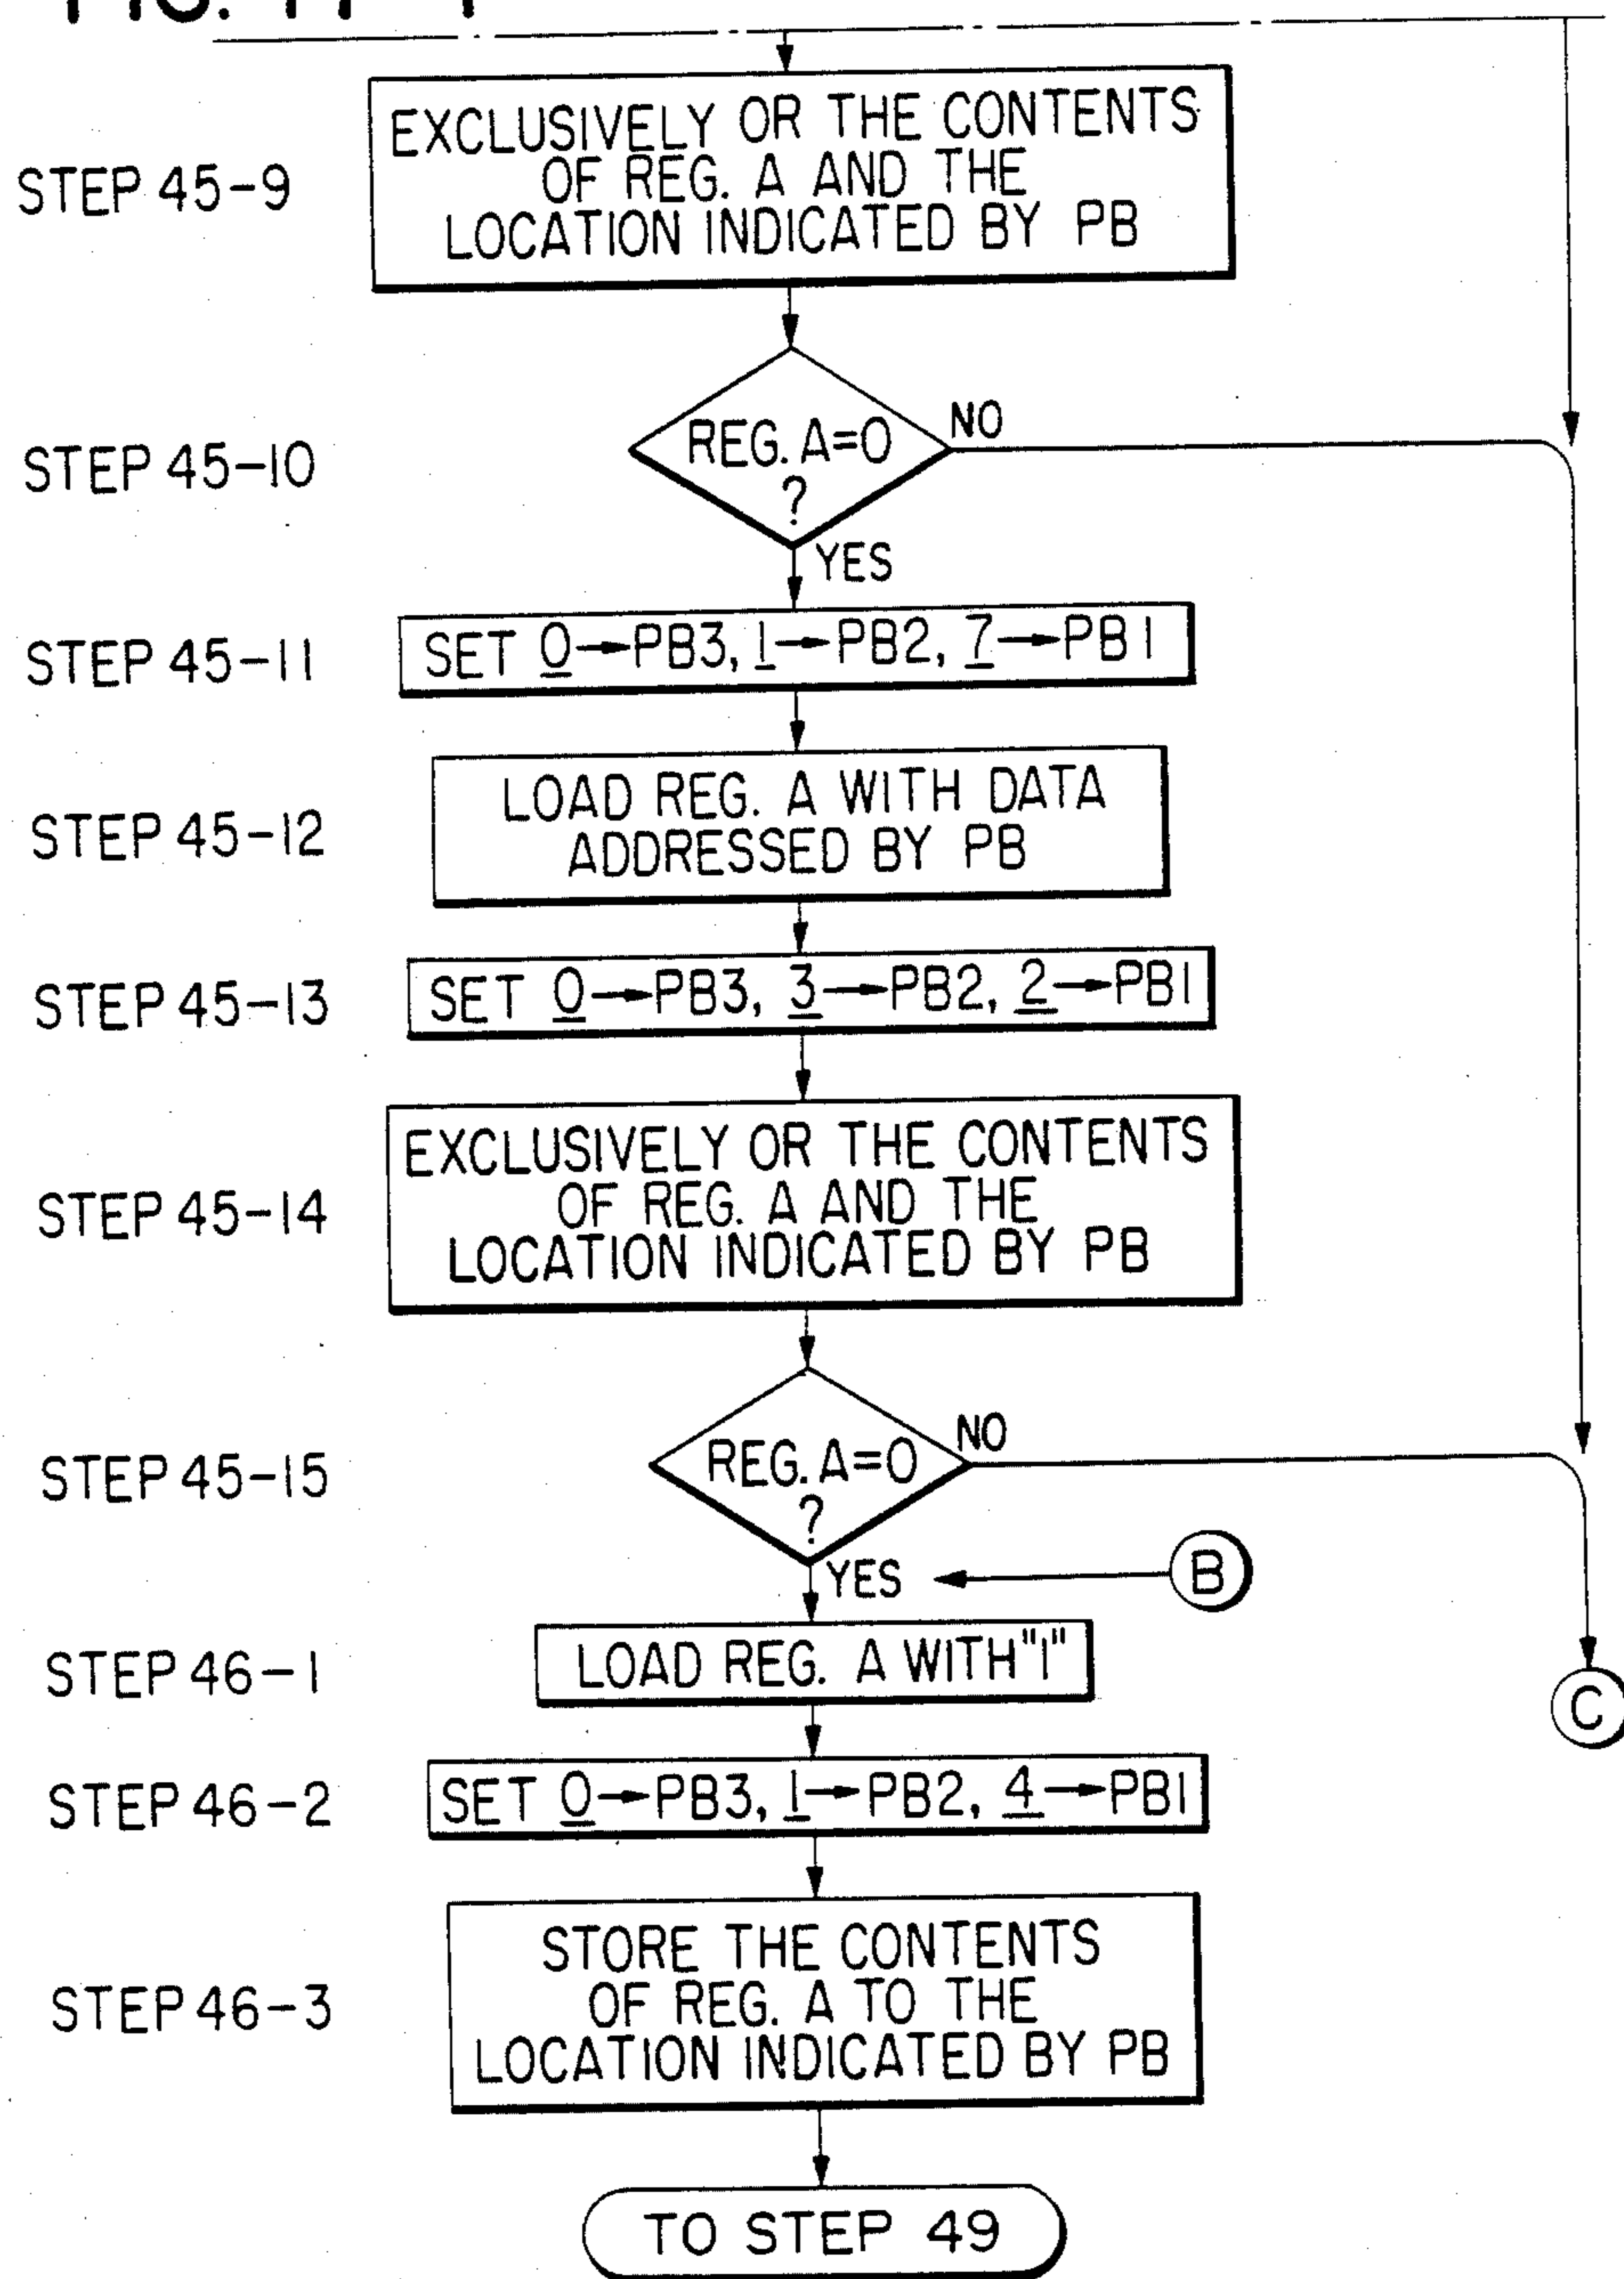 STEP 45-9
EXCLUSIVELY OR THE CONTENTS
OF REG. A AND THE
LOCATION INDICATED BY PB
STEP 45-10
REG. A=0
?
NO
YES
STEP 45-11
SET 0→PB3, 1→PB2, 7→PB1
STEP 45-12
LOAD REG. A WITH DATA
ADDRESSED BY PB
STEP 45-13
SET 0→PB3, 3→PB2, 2→PB1
STEP 45-14
EXCLUSIVELY OR THE CONTENTS
OF REG. A AND THE
LOCATION INDICATED BY PB
STEP 45-15
REG. A=0
?
NO
YES
B
STEP 46-1
LOAD REG. A WITH "1"
C
STEP 46-2
SET 0→PB3, 1→PB2, 4→PB1
STEP 46-3
STORE THE CONTENTS
OF REG. A TO THE
LOCATION INDICATED BY PB
TO STEP 49